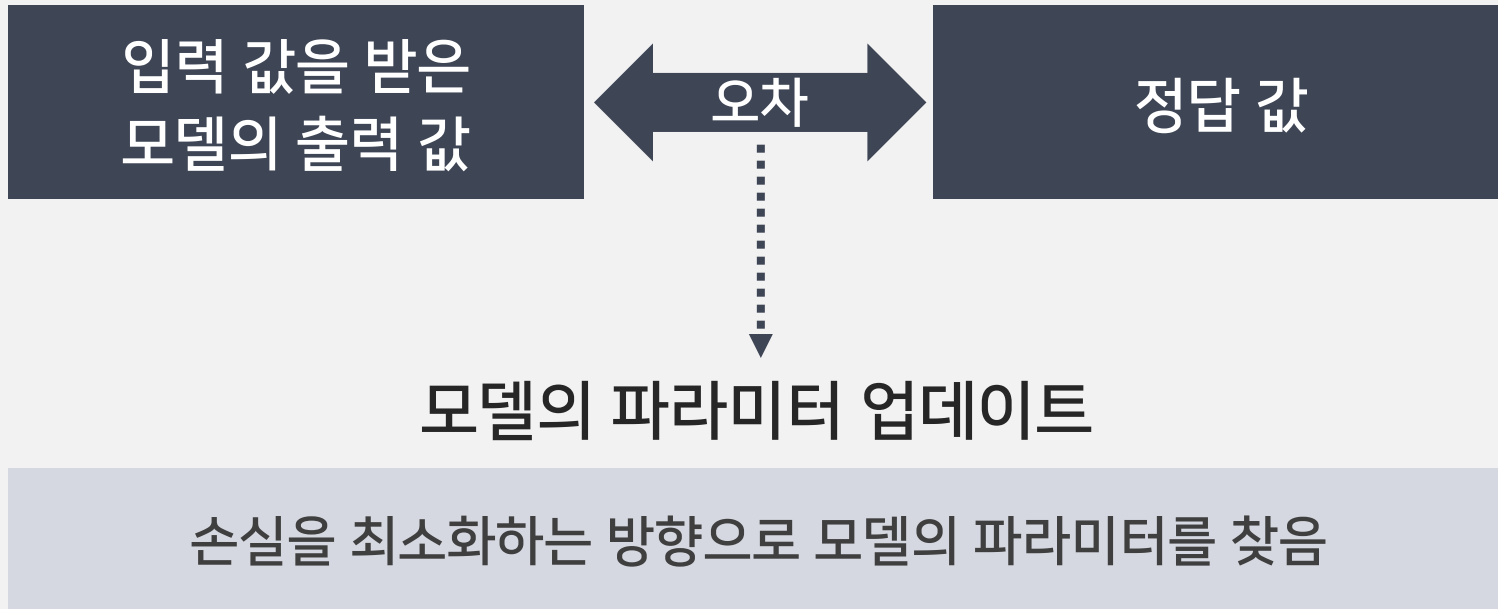 입력 값을 받은
모델의 출력 값
오차
정답 값
모델의 파라미터 업데이트
손실을 최소화하는 방향으로 모델의 파라미터를 찾음